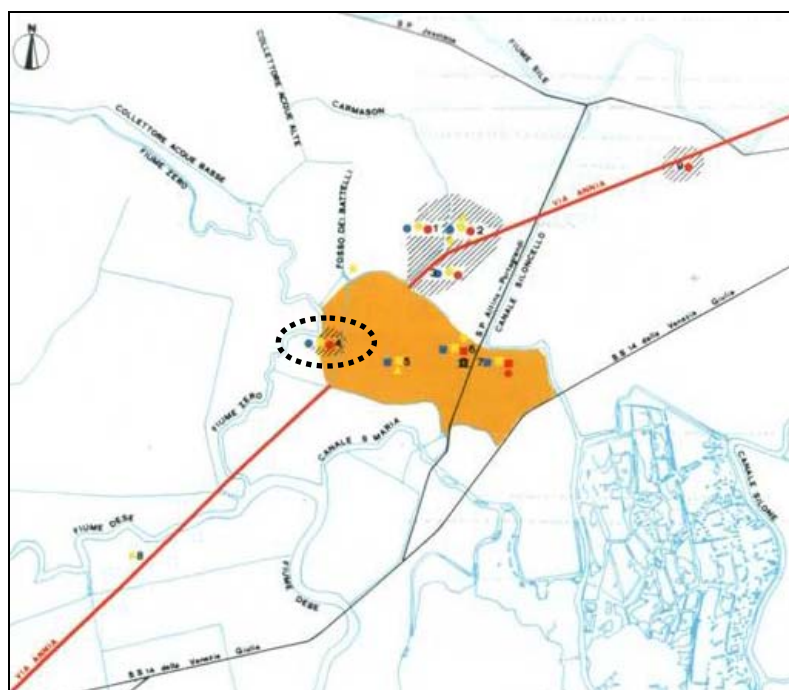 N
S.P. Jesolana
FIUME SILE
COLLETTORE ACQUE ALTE
CARMASON
COLLETTORE ACQUE BASSE
FIUME ZERO
VIA ANNIA
9
FOSSO DEI BATTELLI
1
2
3
S.P. Altino - Portegrandi
CANALE SILONCELLO
S.S. 14 della Venezia Giulia
4
5
6
7
FIUME ZERO
CANALE S MARIA
CANALE SILONE
FIUME DESE
8
FIUME DESE
VIA ANNIA
S.S. 14 della Venezia Giulia